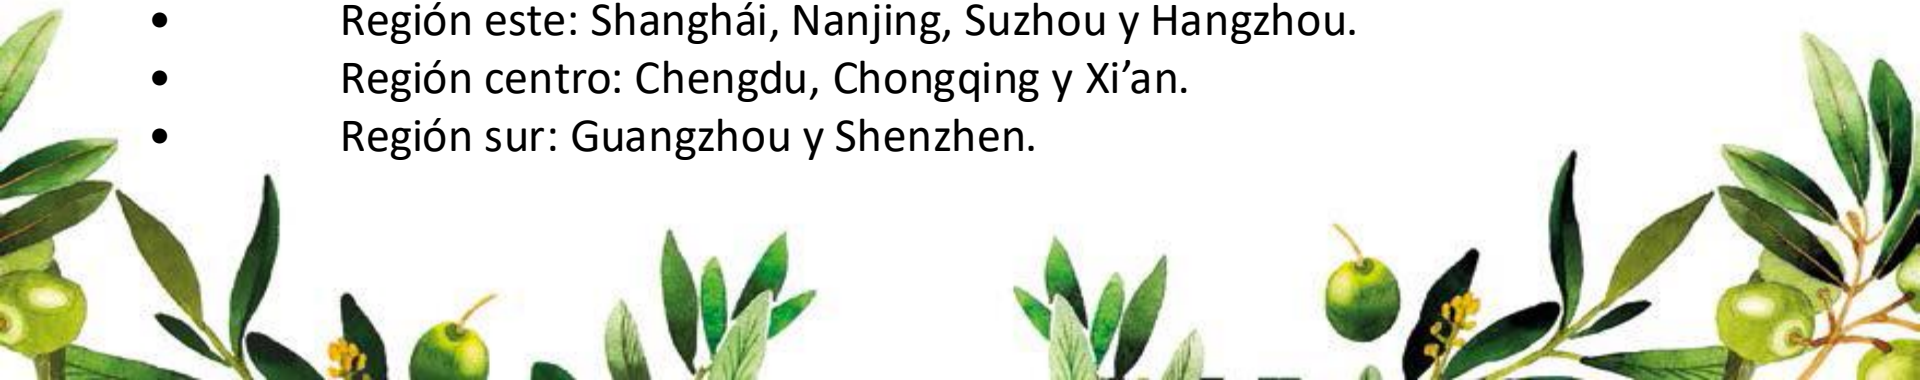 • Región este: Shanghái, Nanjing, Suzhou y Hangzhou.
• Región centro: Chengdu, Chongqing y Xi’an.
• Región sur: Guangzhou y Shenzhen.